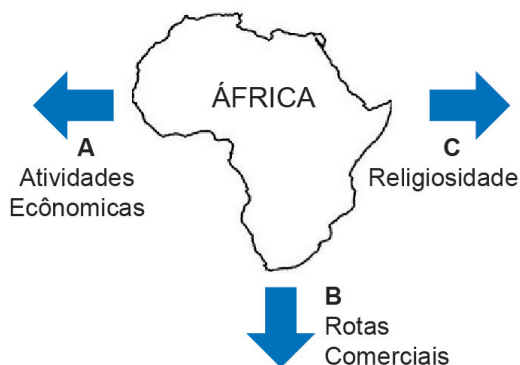 ÁFRICA
A
Atividades
Ecônomicas
C
Religiosidade
B
Rotas
Comerciais